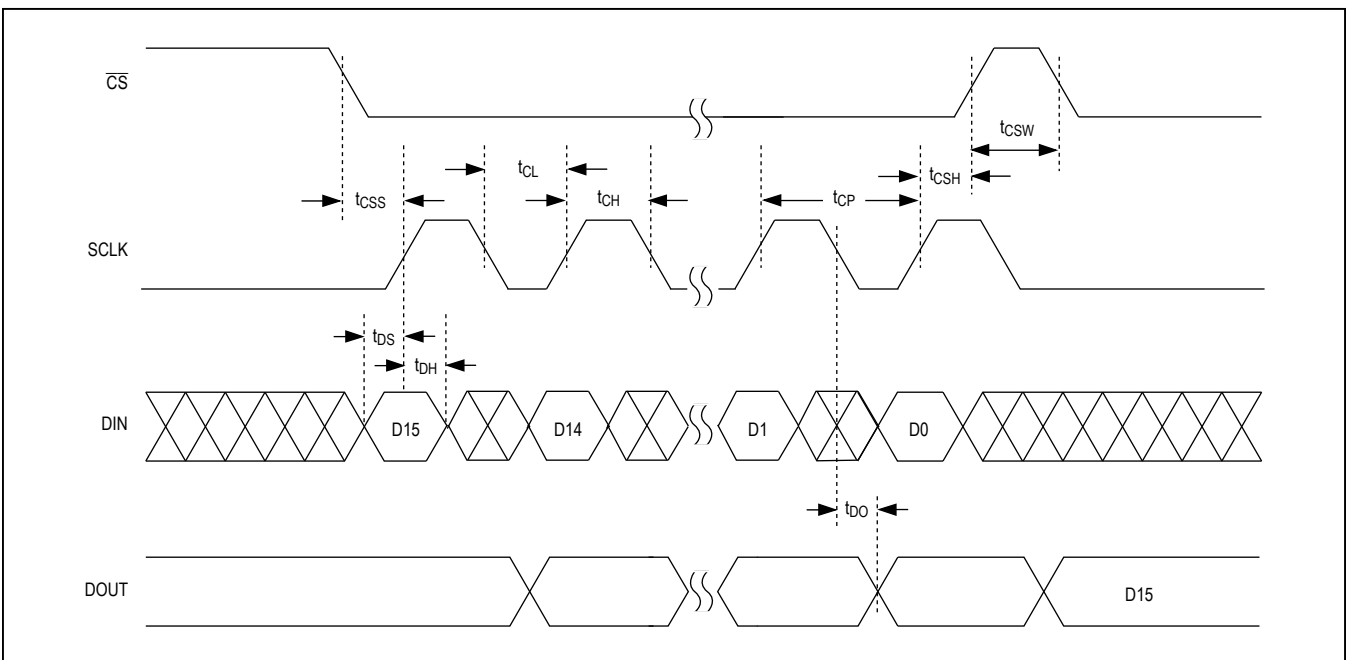 CS
tCSW
tCL
tCSH
tCSS
tCH
tCP
SCLK
tDS
tDH
DIN
D15
D14
D1
D0
tDO
DOUT
D15